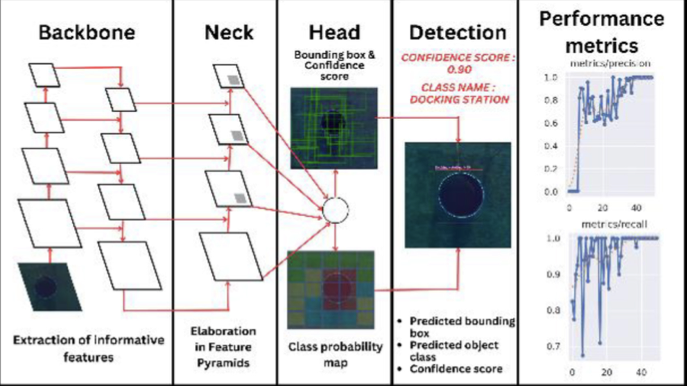 Backbone
Neck
Head
Detection
Performance
metrics
Bounding box &
Confidence
score
CONFIDENCE SCORE :
0.90
CLASS NAME :
DOCKING STATION
metrics/precision
1.0
0.8
0.6
0.4
0.2
0.0
0 20 40
metrics/recall
1.0
0.9
0.8
0.7
0 20 40
Extraction of informative
features
Elaboration
in Feature
Pyramids
Class probability
map
• Predicted bounding
box
• Predicted object
class
• Confidence score